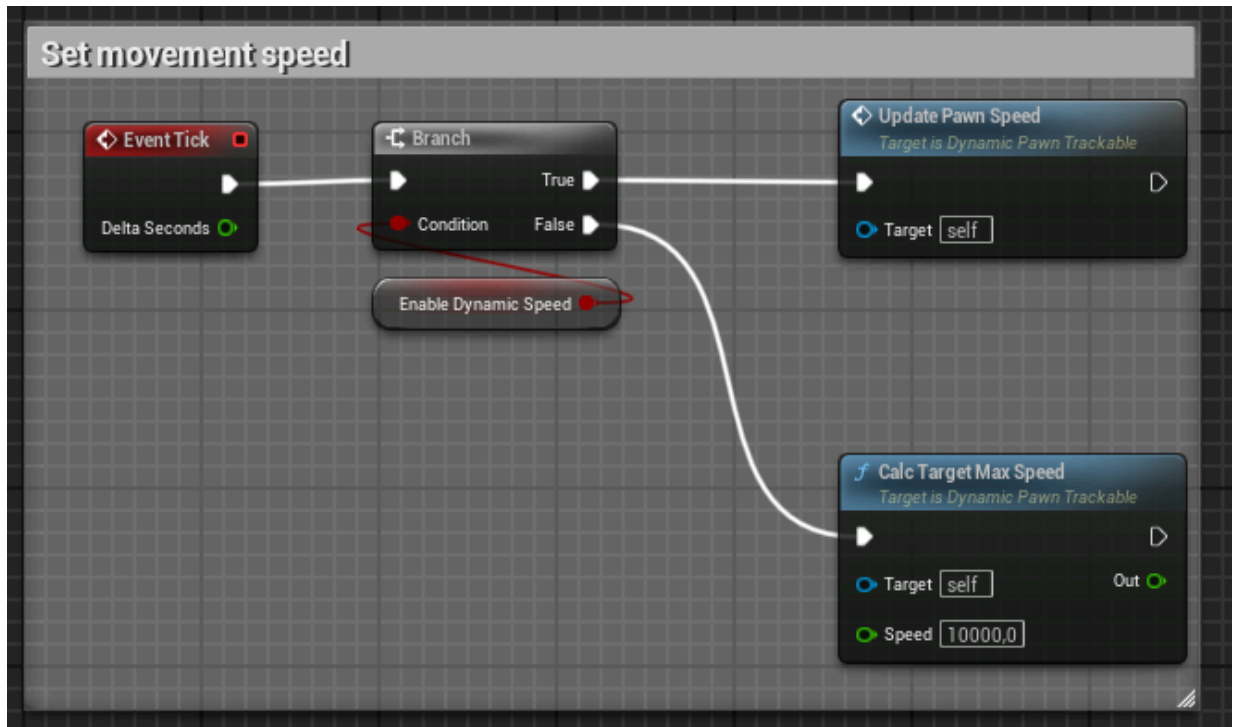 Set movement speed
Event Tick
Delta Seconds
Branch
True
Condition
False
Enable Dynamic Speed
Update Pawn Speed
Target is Dynamic Pawn Trackable
Target self
Calc Target Max Speed
Target is Dynamic Pawn Trackable
Target self
Out
Speed 10000,0